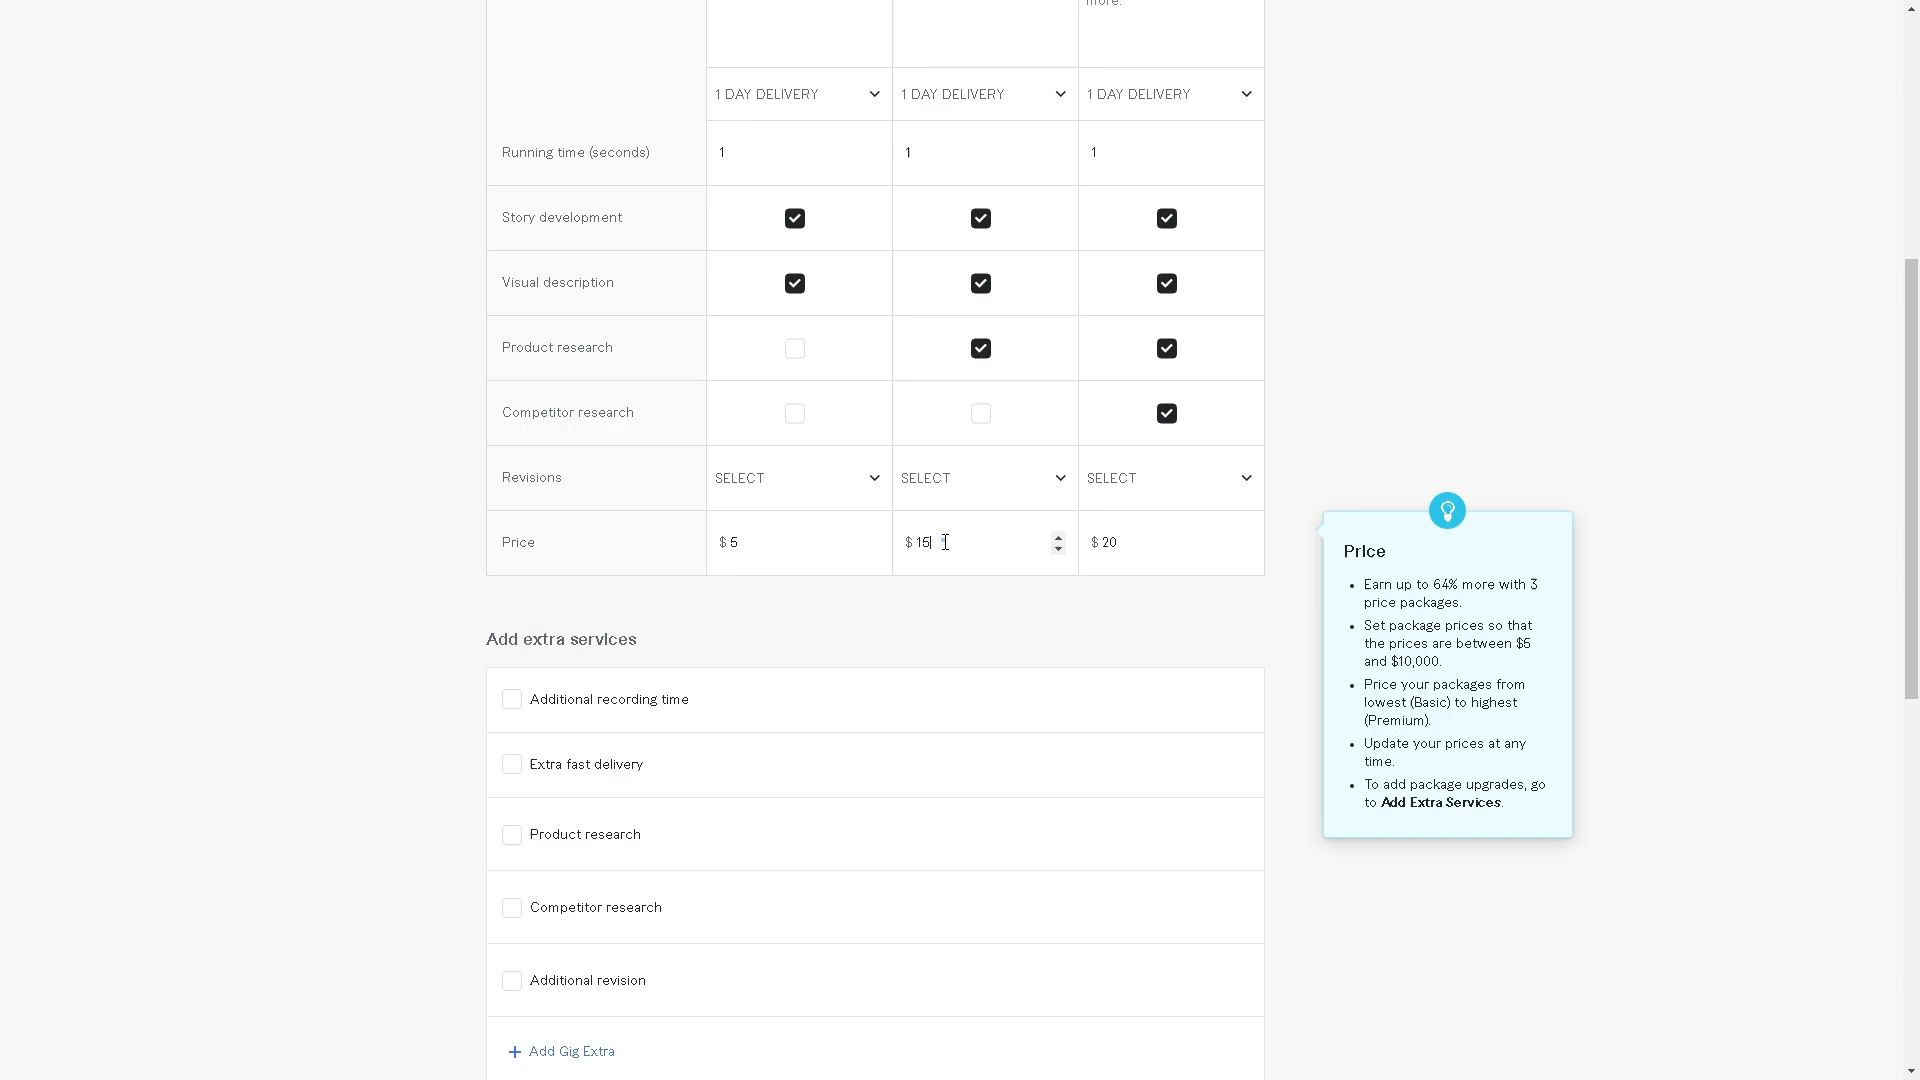 more.
1 DAY DELIVERY 1 DAY DELIVERY 1 DAY DELIVERY
Running time (seconds) 1 1 1
Story development
Visual description
Product research
Competitor research
Revisions SELECT SELECT SELECT
Price $ 5 $ 15 $ 20
Add extra services
Additional recording time
Extra fast delivery
Product research
Competitor research
Additional revision
+ Add Gig Extra
Price
• Earn up to 64% more with 3
price packages.
• Set package prices so that
the prices are between $5
and $10,000.
• Price your packages from
lowest (Basic) to highest
(Premium).
• Update your prices at any
time.
• To add package upgrades, go
to Add Extra Services.